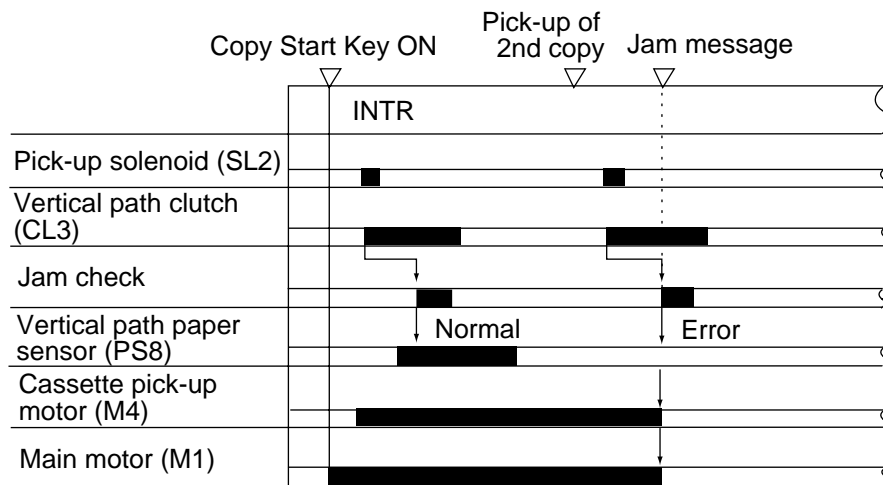 Copy Start Key ON
Pick-up of
2nd copy
Jam message
INTR
Pick-up solenoid (SL2)
Vertical path clutch
(CL3)
Jam check
Vertical path paper
sensor (PS8)
Normal
Error
Cassette pick-up
motor (M4)
Main motor (M1)